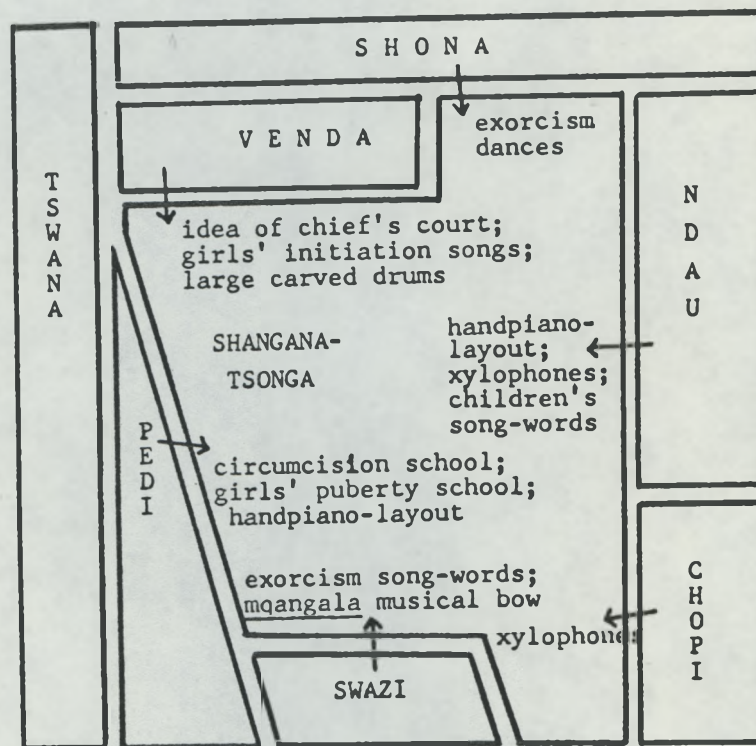 SHONA
VENDA
exorcism
dances
TSWANA
NDAU
idea of chief's court;
girls' initiation songs;
large carved drums
SHANGANA-
TSONGA
handpiano-
layout;
xylophones;
children's
song-words
PEDI
circumcision school;
girls' puberty school;
handpiano-layout
exorcism song-words;
mqangala musical bow
xylophone
CHOPI
SWAZI